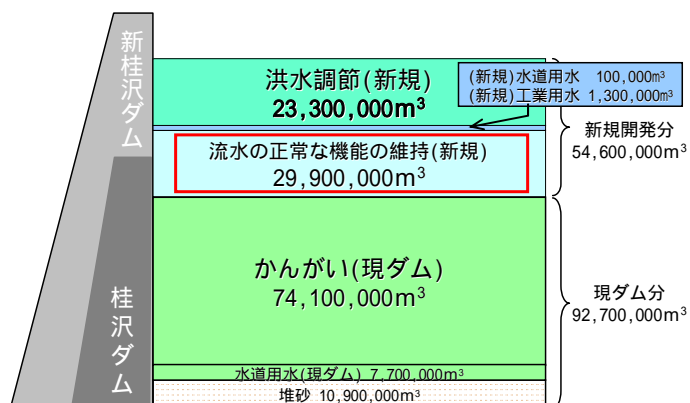 新桂沢ダム
桂沢ダム
洪水調節(新規)
23,300,000m³
(新規)水道用水 100,000m³
(新規)工業用水 1,300,000m³
流水の正常な機能の維持(新規)
29,900,000m³
新規開発分
54,600,000m³
かんがい(現ダム)
74,100,000m³
現ダム分
92,700,000m³
水道用水(現ダム) 7,700,000m³
堆砂 10,900,000m³